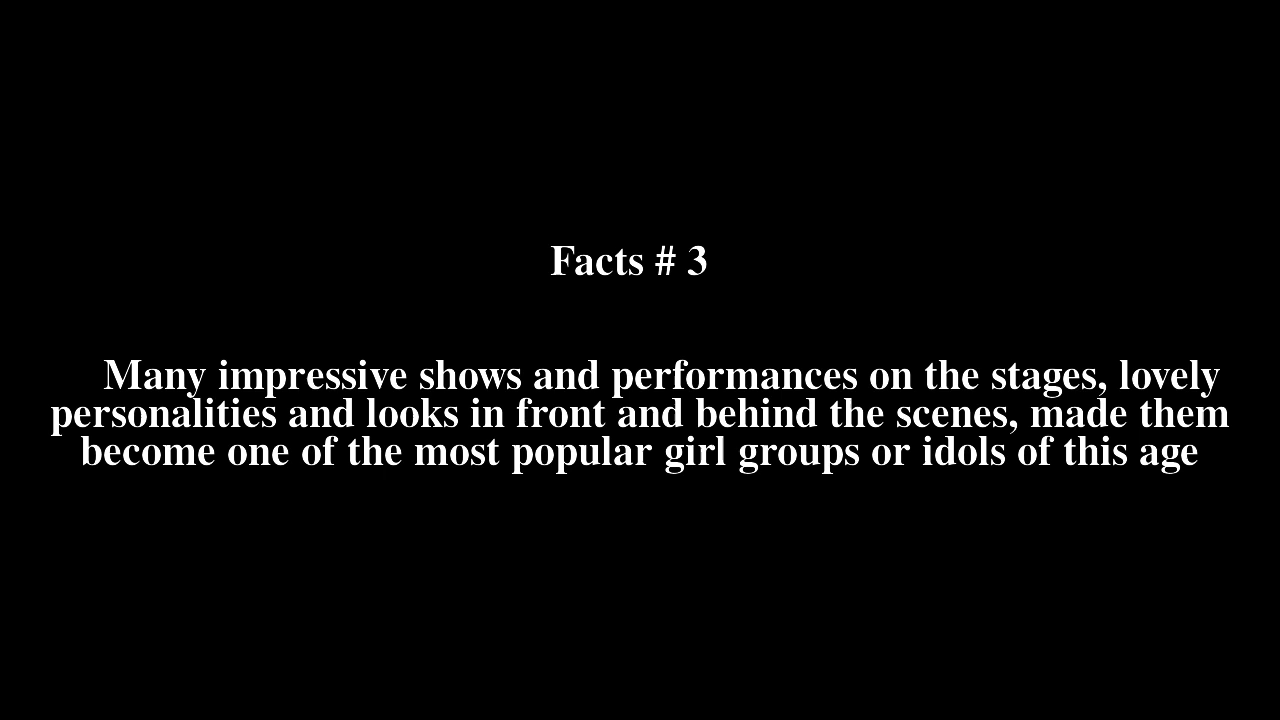 Facts # 3
Many impressive shows and performances on the stages, lovely
personalities and looks in front and behind the scenes, made them
become one of the most popular girl groups or idols of this age